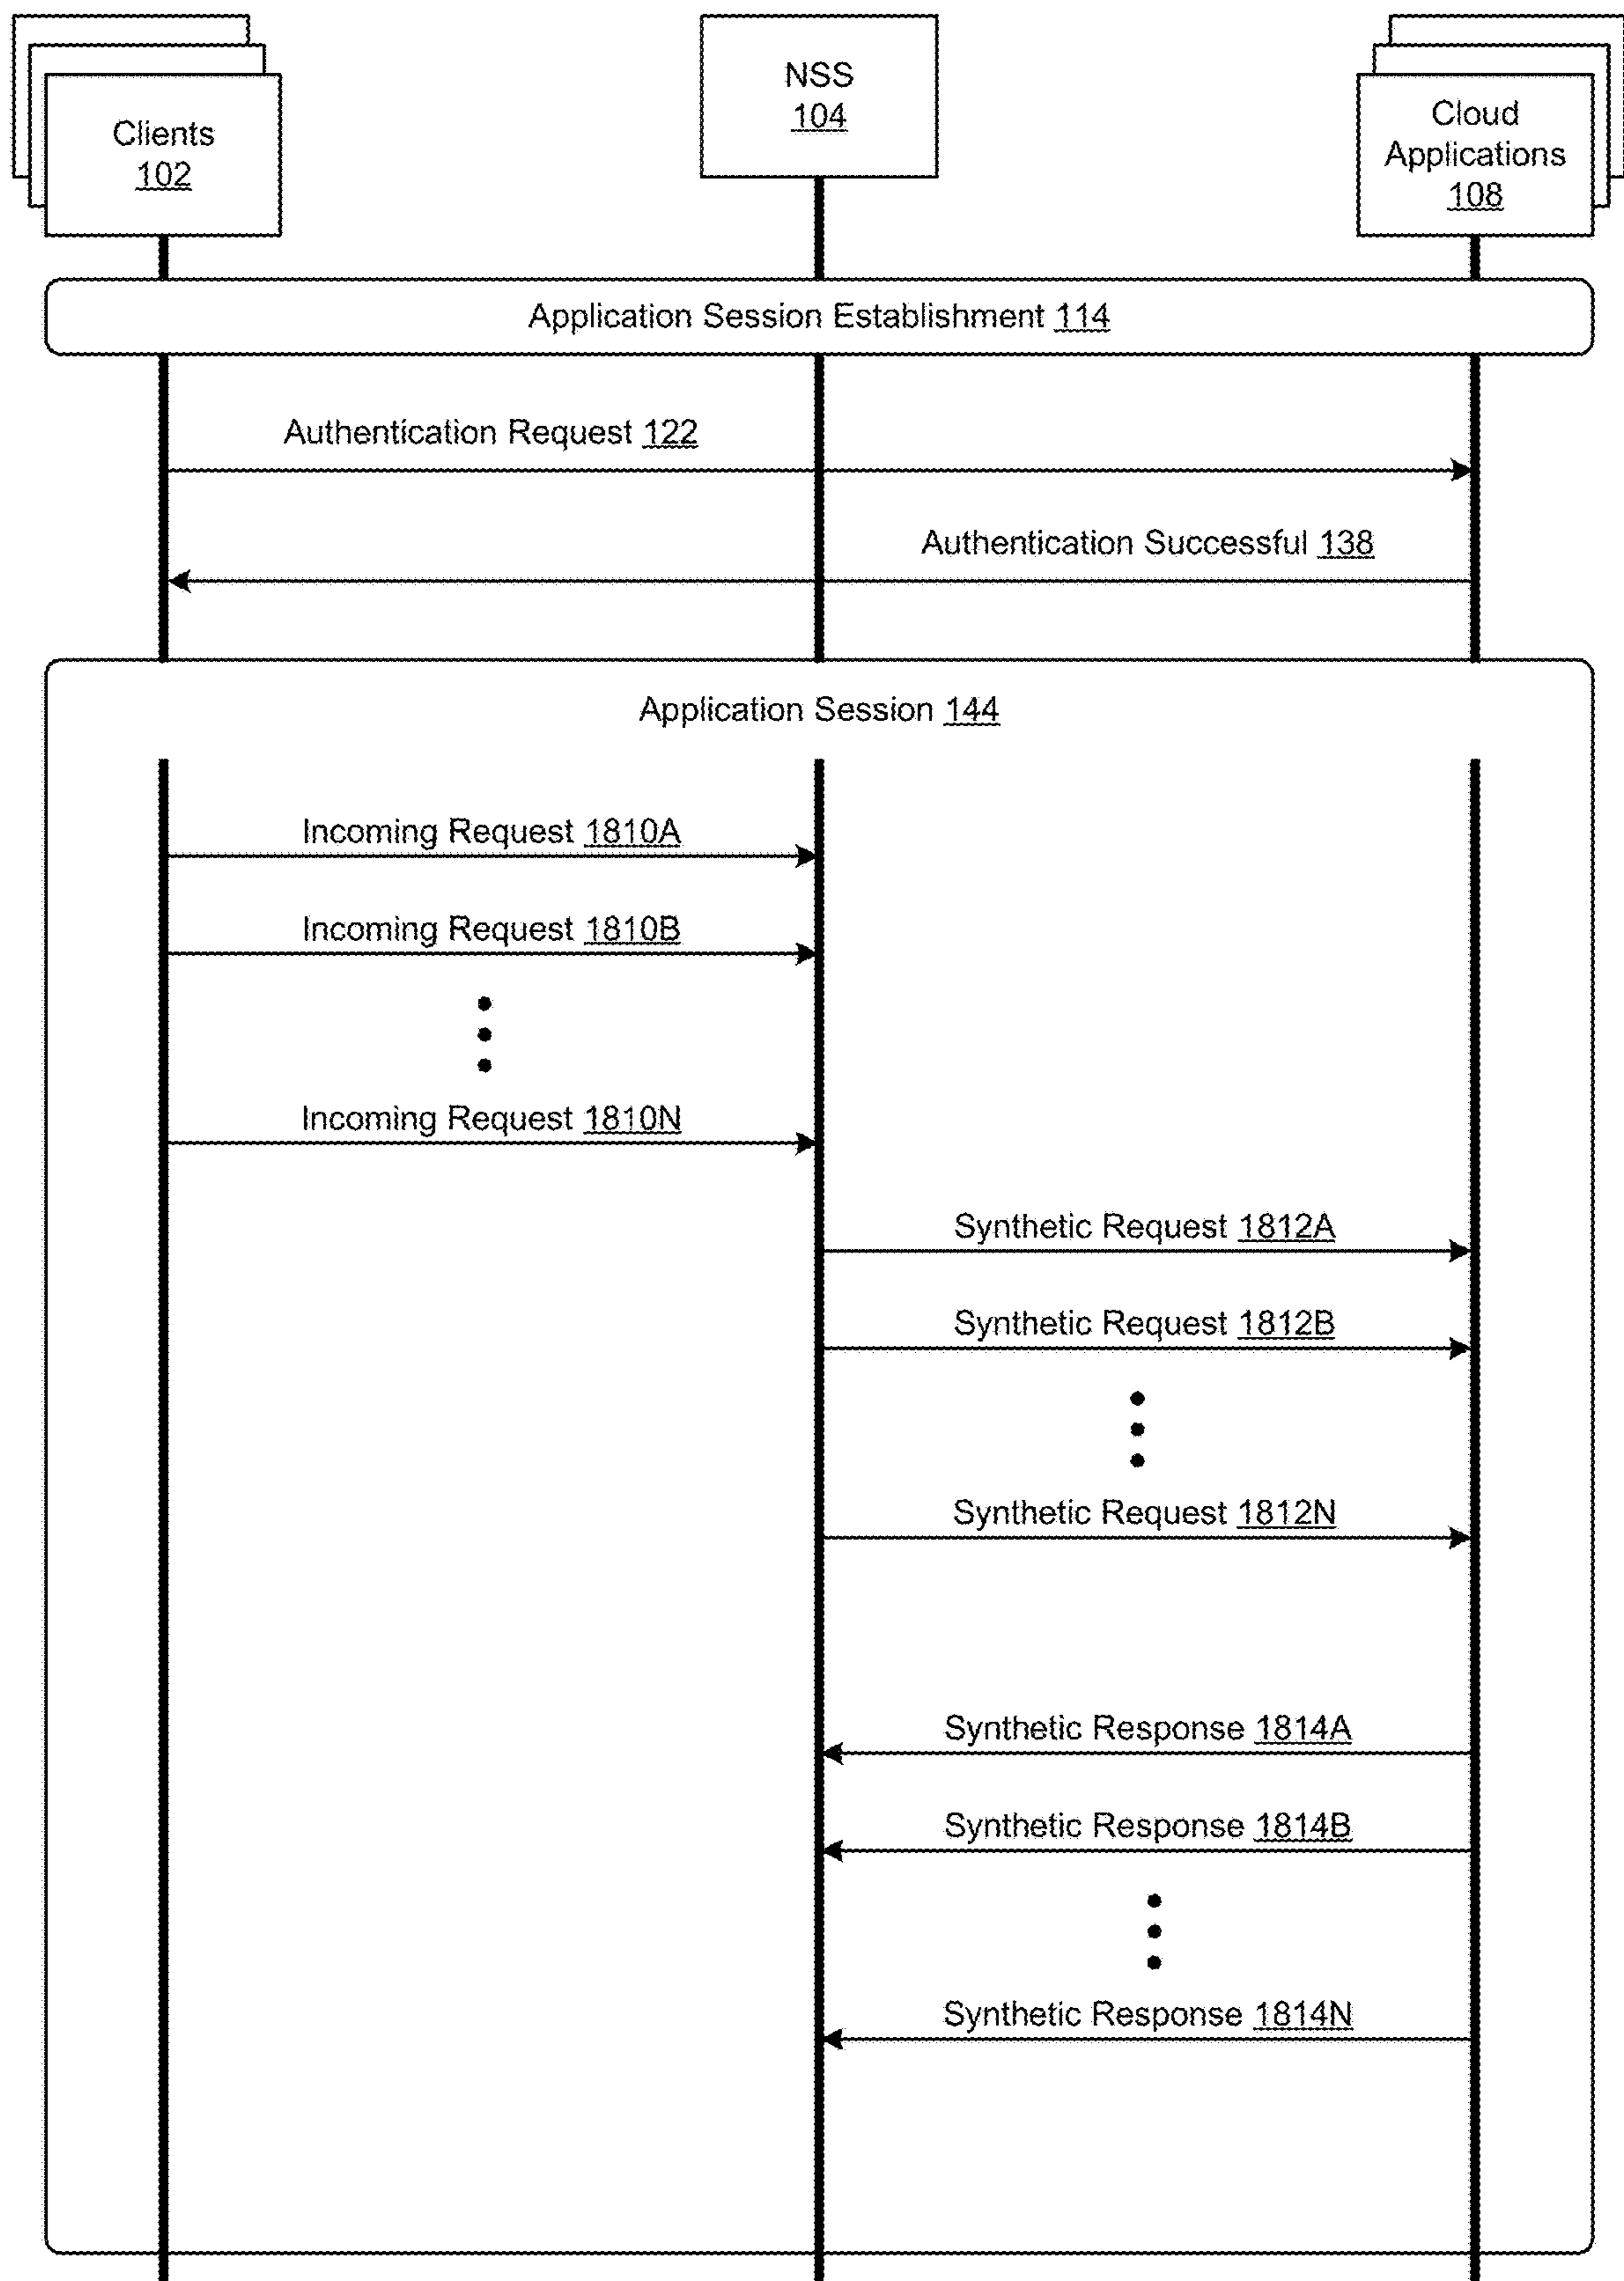 Clients
102
NSS
104
Cloud
Applications
108
Application Session Establishment 114
Authentication Request 122
Authentication Successful 138
Application Session 144
Incoming Request 1810A
Incoming Request 1810B
Incoming Request 1810N
Synthetic Request 1812A
Synthetic Request 1812B
Synthetic Request 1812N
Synthetic Response 1814A
Synthetic Response 1814B
Synthetic Response 1814N